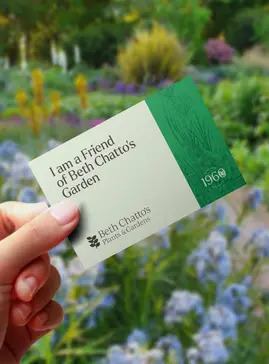 I am a Friend
of Beth Chatto's
Garden
Beth Chatto's
Plants & Gardens
1960